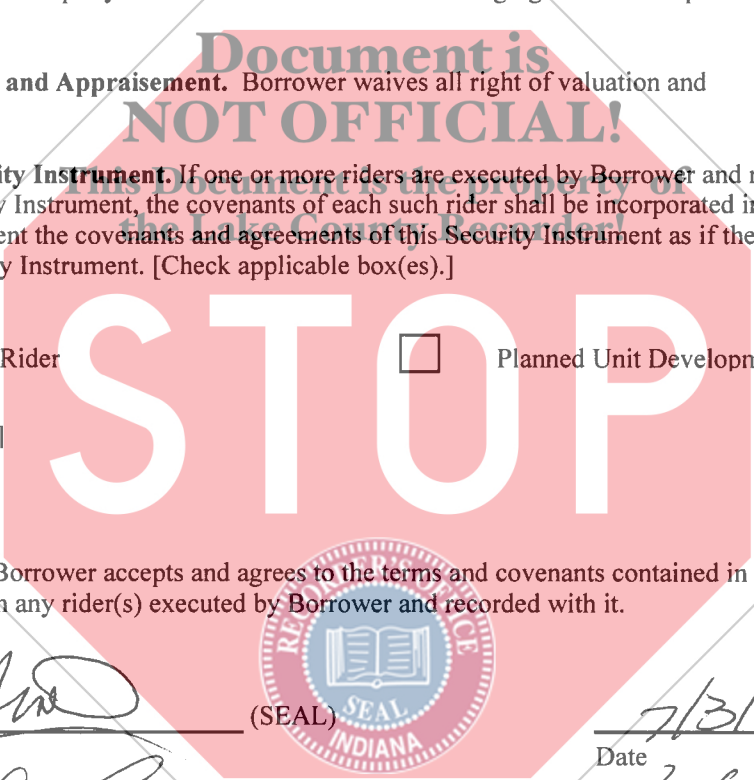 Document is
and Appraisement. Borrower waives all right of valuation and
NOT OFFICIAL!
ity Instrument. If one or more riders are executed by Borrower and
This Document is the property of
Instrument, the covenants of each such rider shall be incorporated in
the Lake County Recorder!
ent the covenants and agreements of this Security Instrument as if the
y Instrument. [Check applicable box(es).]
Rider
Planned Unit Developm
STOP
Borrower accepts and agrees to the terms and covenants contained in
any rider(s) executed by Borrower and recorded with it.
RECORDER'S OFFICE
SEAL
INDIANA
(SEAL)
7/31/
Date